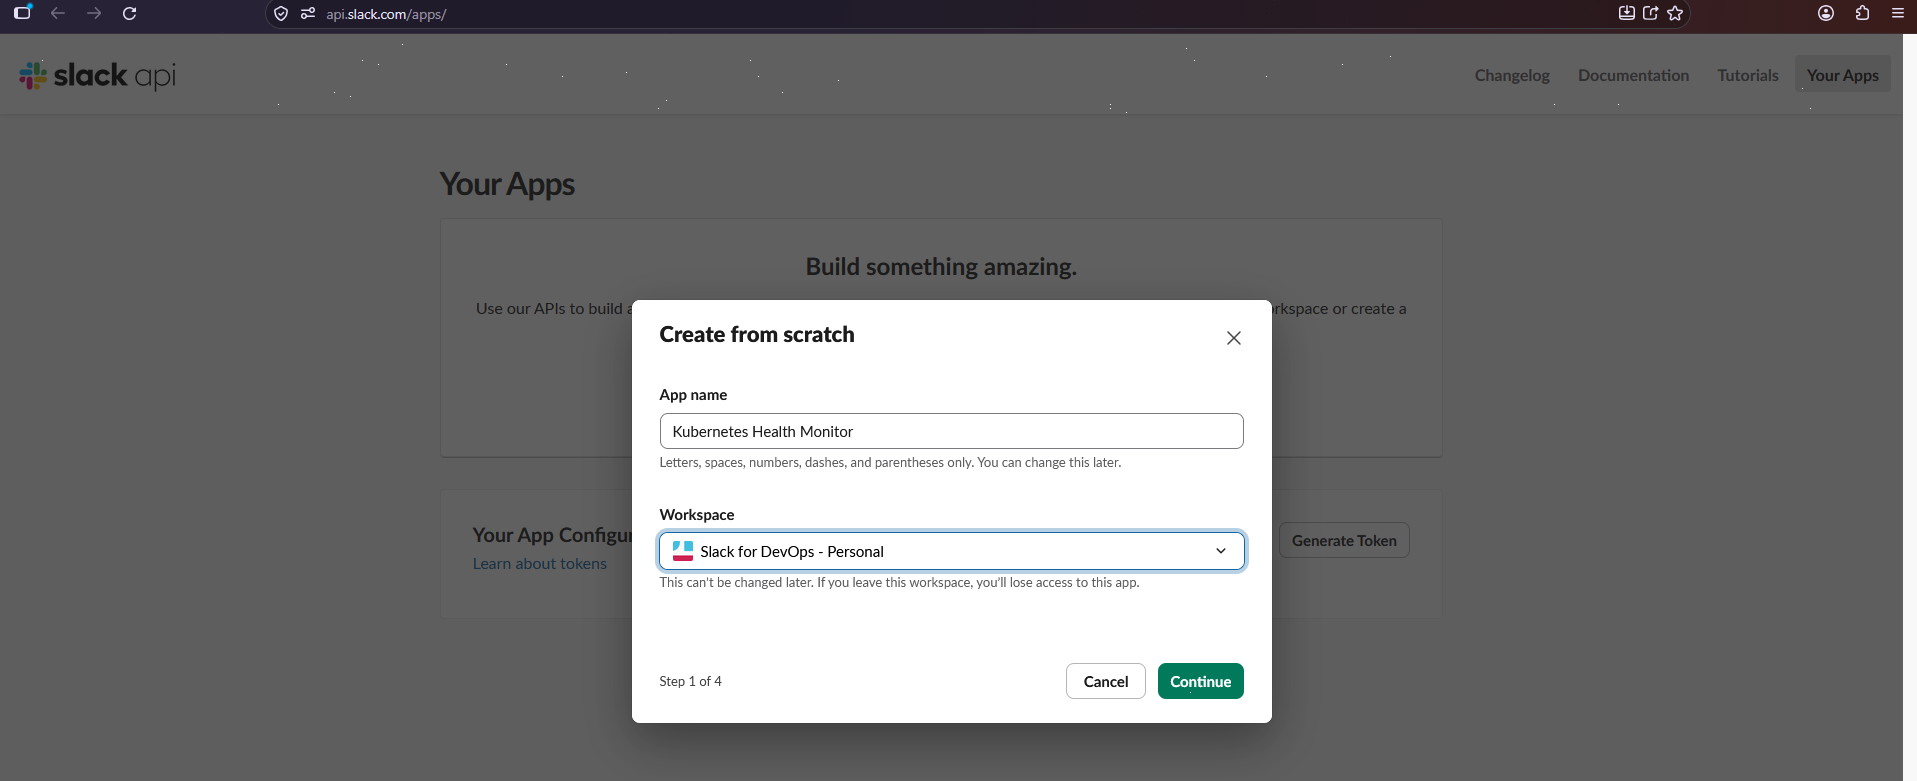 api.slack.com/apps/
slack api
Changelog
Documentation
Tutorials
Your Apps
Your Apps
Build something amazing.
Use our APIs to build
workspace or create a
Create from scratch
App name
Kubernetes Health Monitor
Letters, spaces, numbers, dashes, and parentheses only. You can change this later.
Workspace
Slack for DevOps - Personal
This can't be changed later. If you leave this workspace, you'll lose access to this app.
Your App Configu
Learn about tokens
Generate Token
Step 1 of 4
Cancel
Continue